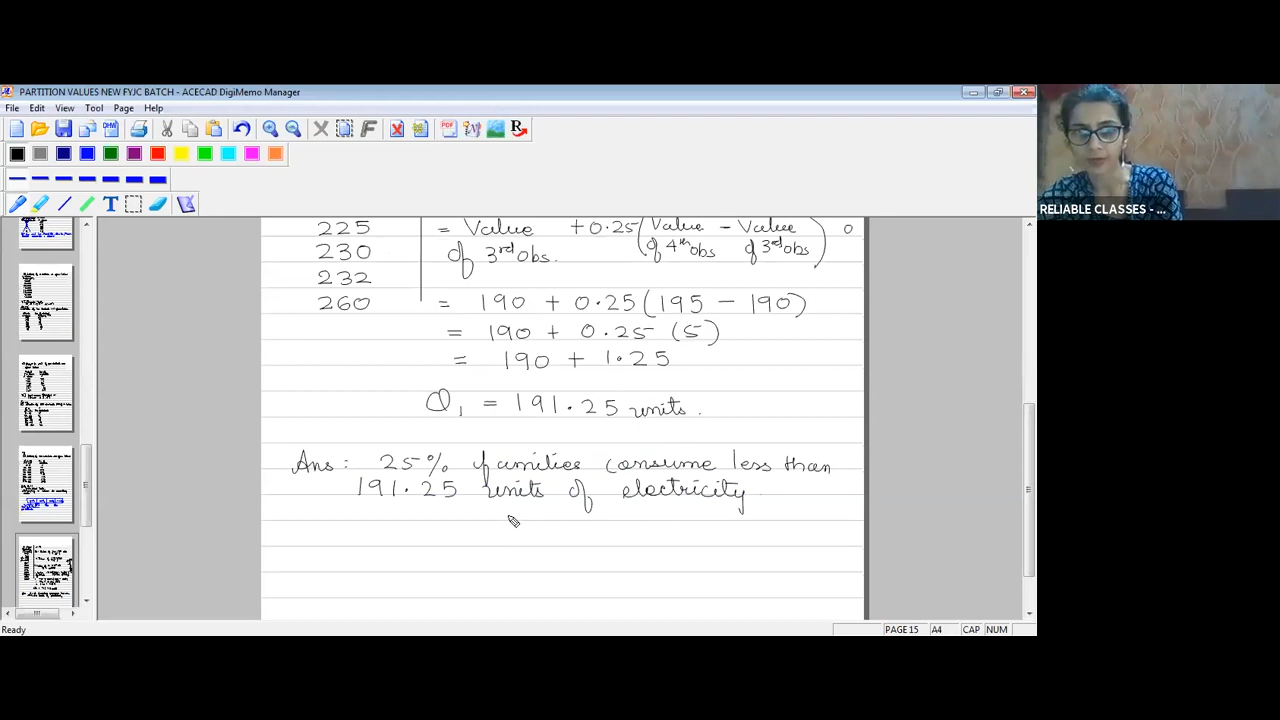 PARTITION VALUES NEW FYJC BATCH - ACECAD DigiMemo Manager
File Edit View Tool Page Help
RELIABLE CLASSES - ...
225 = Value + 0.25 (Value - Value) 0
230 of 3rd obs. of 4th obs of 3rd obs
232
260 = 190 + 0.25 (195 - 190)
= 190 + 0.25 (5)
= 190 + 1.25
Q1 = 191.25 units.
Ans : 25% families consume less than
191.25 units of electricity
Ready PAGE 15 A4 CAP NUM